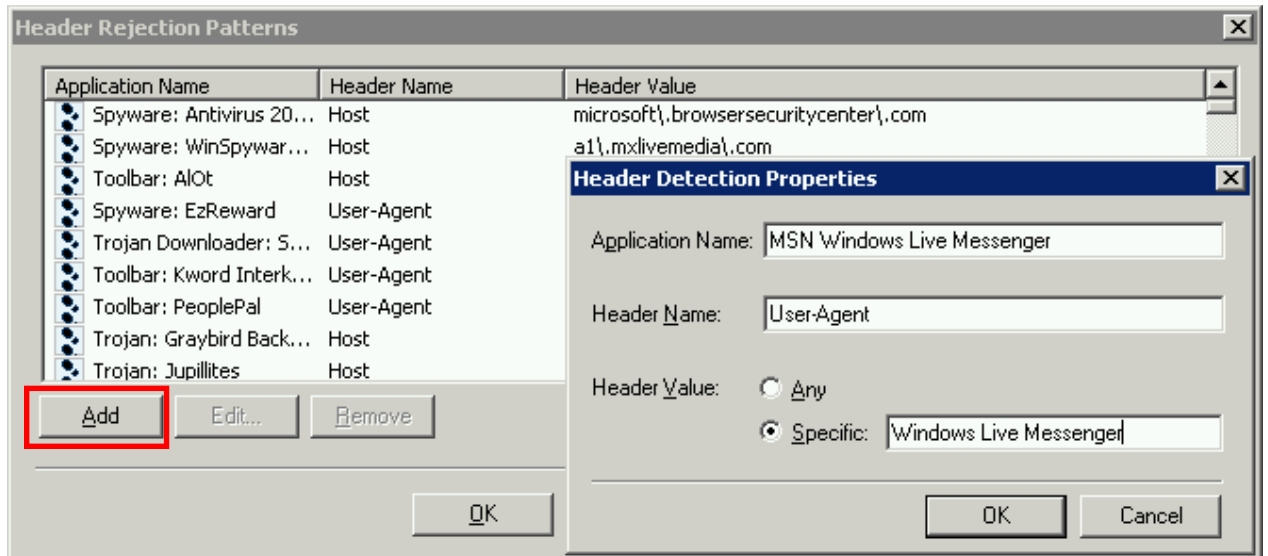 Header Rejection Patterns
Application Name Header Name Header Value
Spyware: Antivirus 20... Host microsoft\.browsersecuritycenter\.com
Spyware: WinSpywar... Host a1\.mxlivemedia\.com
Toolbar: AlOt Host
Spyware: EzReward User-Agent
Trojan Downloader: S... User-Agent
Toolbar: Kword Interk... User-Agent
Toolbar: PeoplePal User-Agent
Trojan: Graybird Back... Host
Trojan: Jupillites Host
Add Edit... Remove
OK
Header Detection Properties
Application Name: MSN Windows Live Messenger
Header Name: User-Agent
Header Value: Any
Specific: Windows Live Messenger
OK Cancel